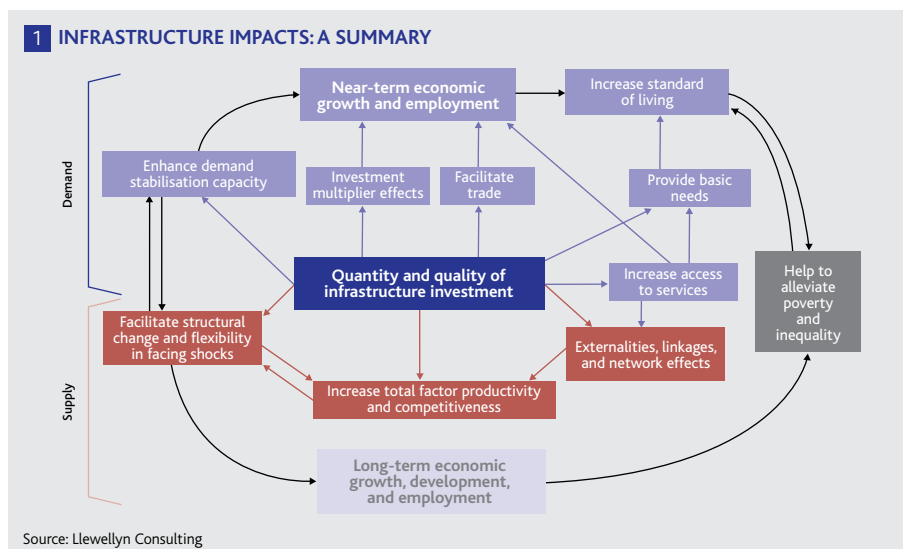 1 INFRASTRUCTURE IMPACTS: A SUMMARY
Near-term economic
growth and employment
Increase standard
of living
Enhance demand
stabilisation capacity
Investment
multiplier effects
Facilitate
trade
Provide basic
needs
Demand
Quantity and quality of
infrastructure investment
Increase access
to services
Help to
alleviate
poverty
and
inequality
Facilitate structural
change and flexibility
in facing shocks
Externalities, linkages,
and network effects
Increase total factor productivity
and competitiveness
Supply
Long-term economic
growth, development,
and employment
Source: Llewellyn Consulting